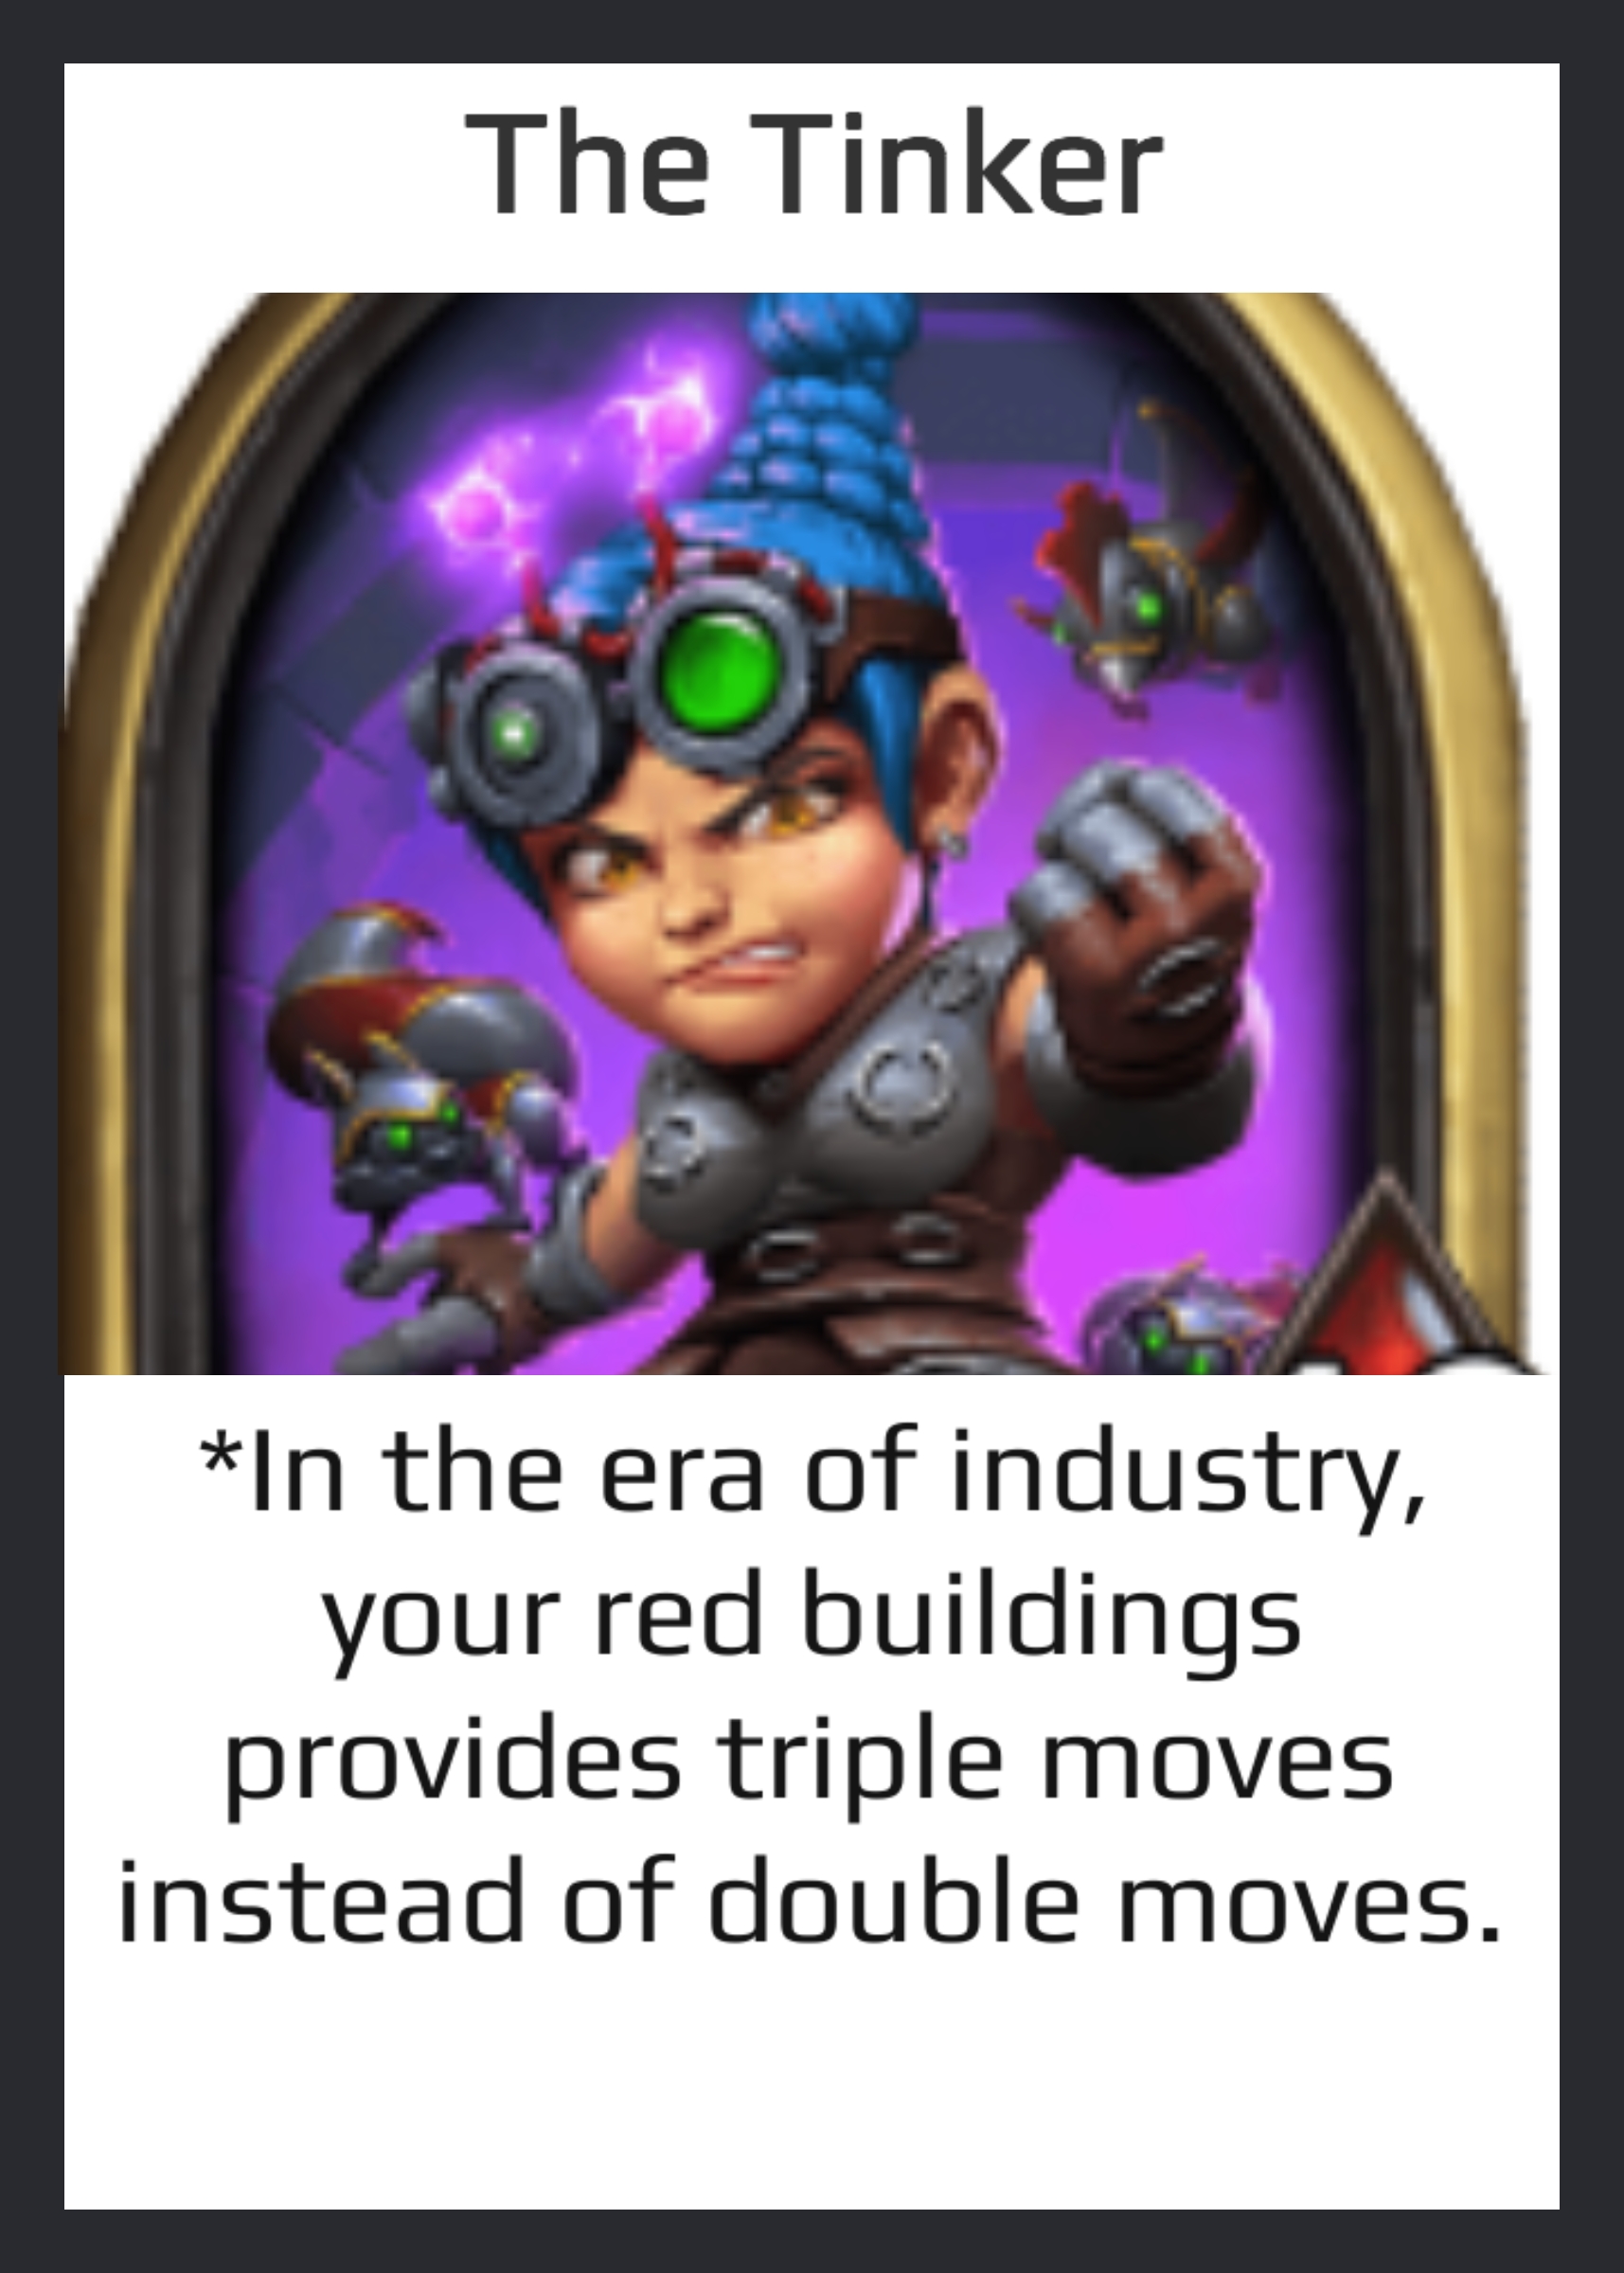 The Tinker
*In the era of industry,
your red buildings
provides triple moves
instead of double moves.